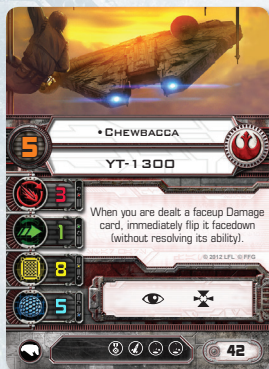 • CHEWBACCA
5
YT-1300
3
1
8
5
When you are dealt a faceup Damage
card, immediately flip it facedown
(without resolving its ability).
© 2012 LFL © FFG
42